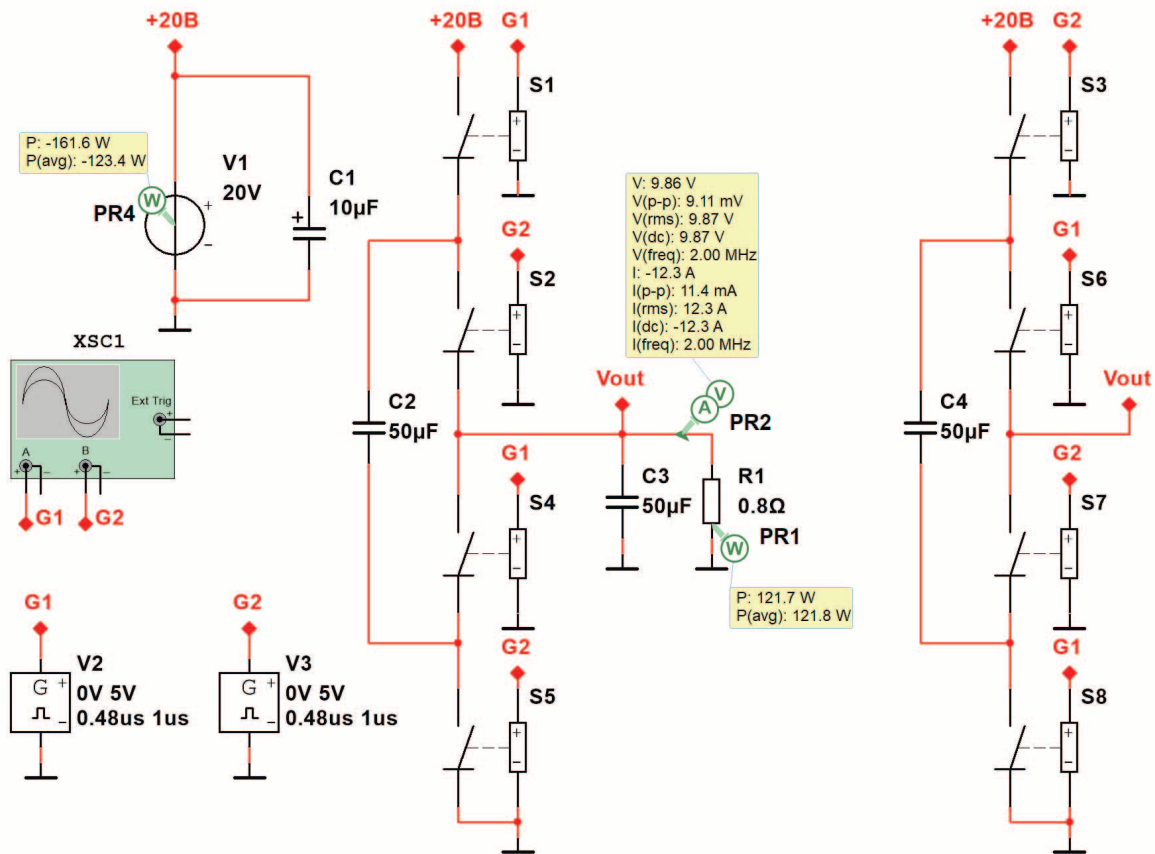 +20B
P: -161.6 W
P(avg): -123.4 W
W
PR4
V1
20V
+
−
C1
10µF
+
XSC1
Ext Trig
+
−
A
B
+
−
+
−
G1
G2
G1
V2
G
+
−
0V 5V
0.48us 1us
G2
V3
G
+
−
0V 5V
0.48us 1us
+20B
G1
S1
+
−
G2
S2
+
−
C2
50µF
G1
S4
+
−
G2
S5
+
−
V: 9.86 V
V(p-p): 9.11 mV
V(rms): 9.87 V
V(dc): 9.87 V
V(freq): 2.00 MHz
I: -12.3 A
I(p-p): 11.4 mA
I(rms): 12.3 A
I(dc): -12.3 A
I(freq): 2.00 MHz
Vout
A
V
PR2
C3
50µF
R1
0.8Ω
PR1
W
P: 121.7 W
P(avg): 121.8 W
+20B
G2
S3
+
−
G1
S6
+
−
Vout
C4
50µF
G2
S7
+
−
G1
S8
+
−